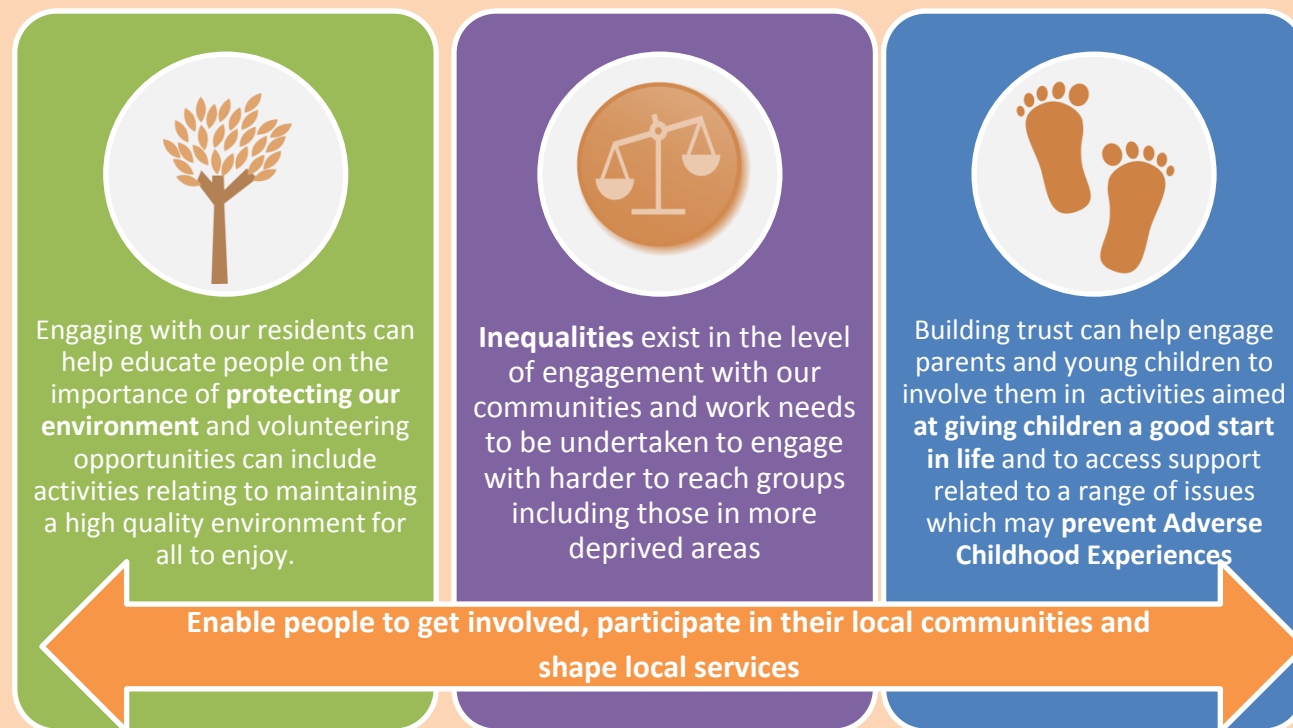 Engaging with our residents can
help educate people on the
importance of protecting our
environment and volunteering
opportunities can include
activities relating to maintaining
a high quality environment for
all to enjoy.
Inequalities exist in the level
of engagement with our
communities and work needs
to be undertaken to engage
with harder to reach groups
including those in more
deprived areas
Building trust can help engage
parents and young children to
involve them in activities aimed
at giving children a good start
in life and to access support
related to a range of issues
which may prevent Adverse
Childhood Experiences
Enable people to get involved, participate in their local communities and
shape local services